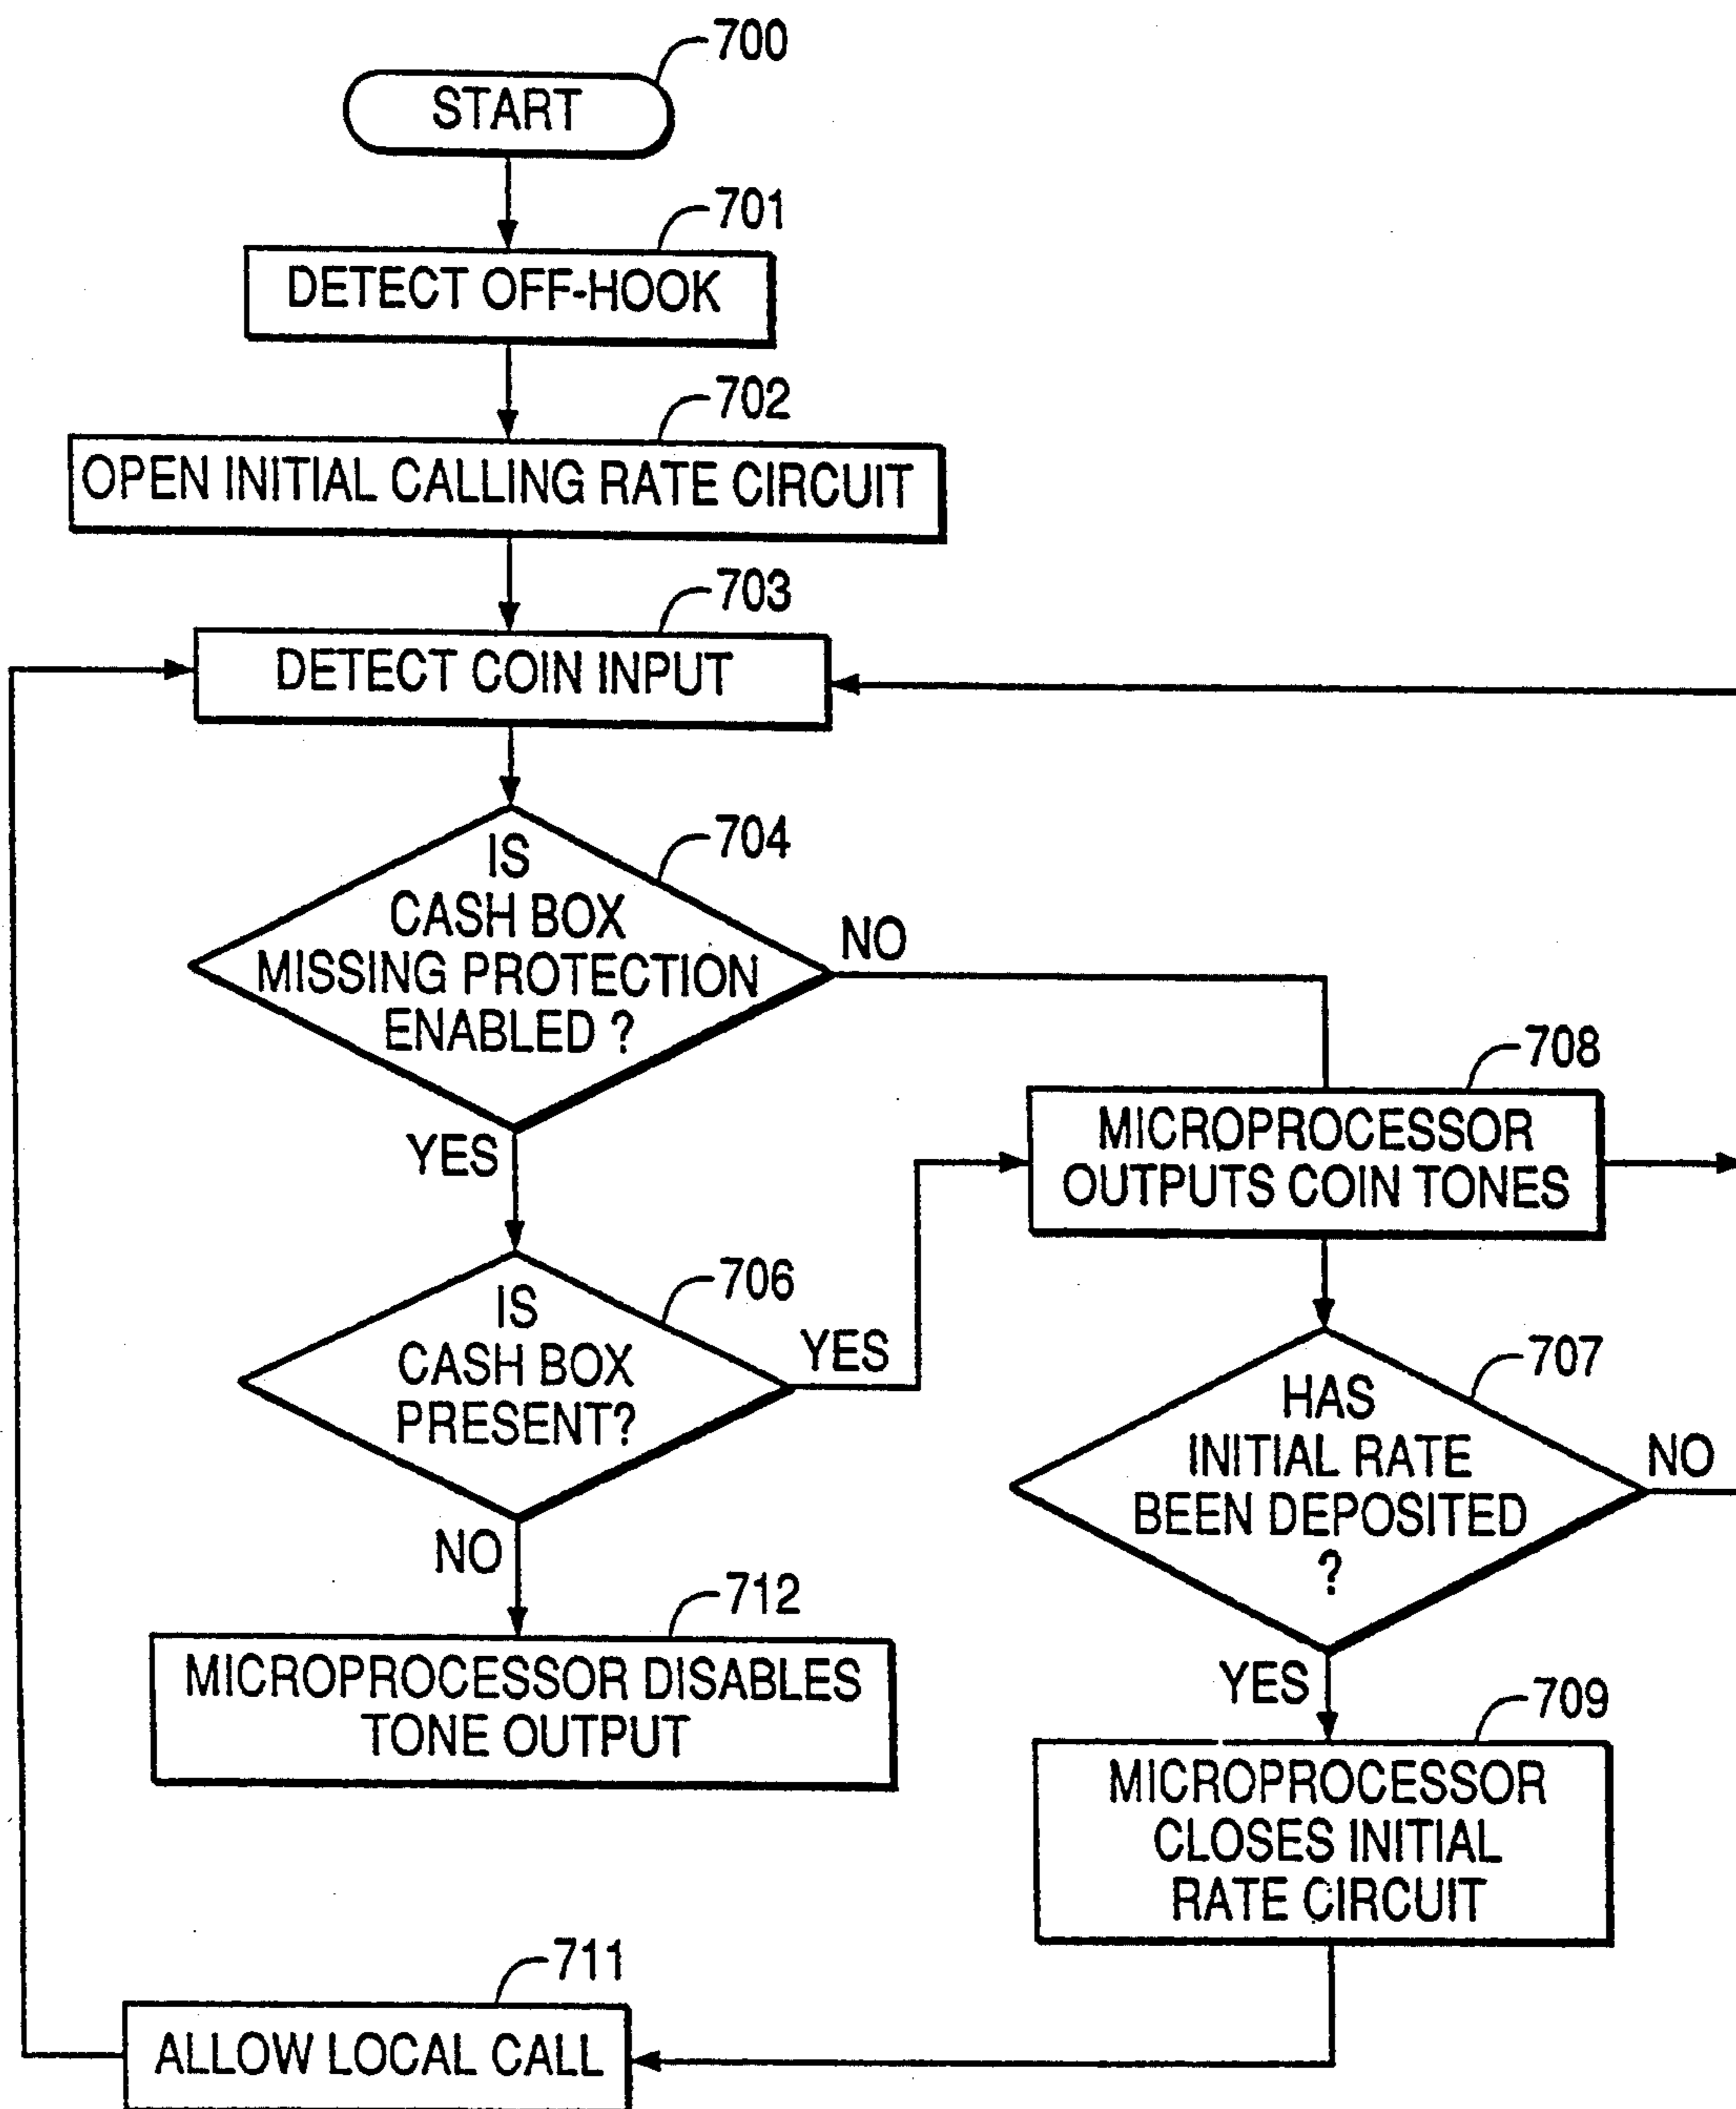 700
START
701
DETECT OFF-HOOK
702
OPEN INITIAL CALLING RATE CIRCUIT
703
DETECT COIN INPUT
704
IS
CASH BOX
MISSING PROTECTION
ENABLED ?
NO
YES
708
MICROPROCESSOR
OUTPUTS COIN TONES
706
IS
CASH BOX
PRESENT?
YES
NO
707
HAS
INITIAL RATE
BEEN DEPOSITED
?
NO
YES
712
MICROPROCESSOR DISABLES
TONE OUTPUT
709
MICROPROCESSOR
CLOSES INITIAL
RATE CIRCUIT
711
ALLOW LOCAL CALL